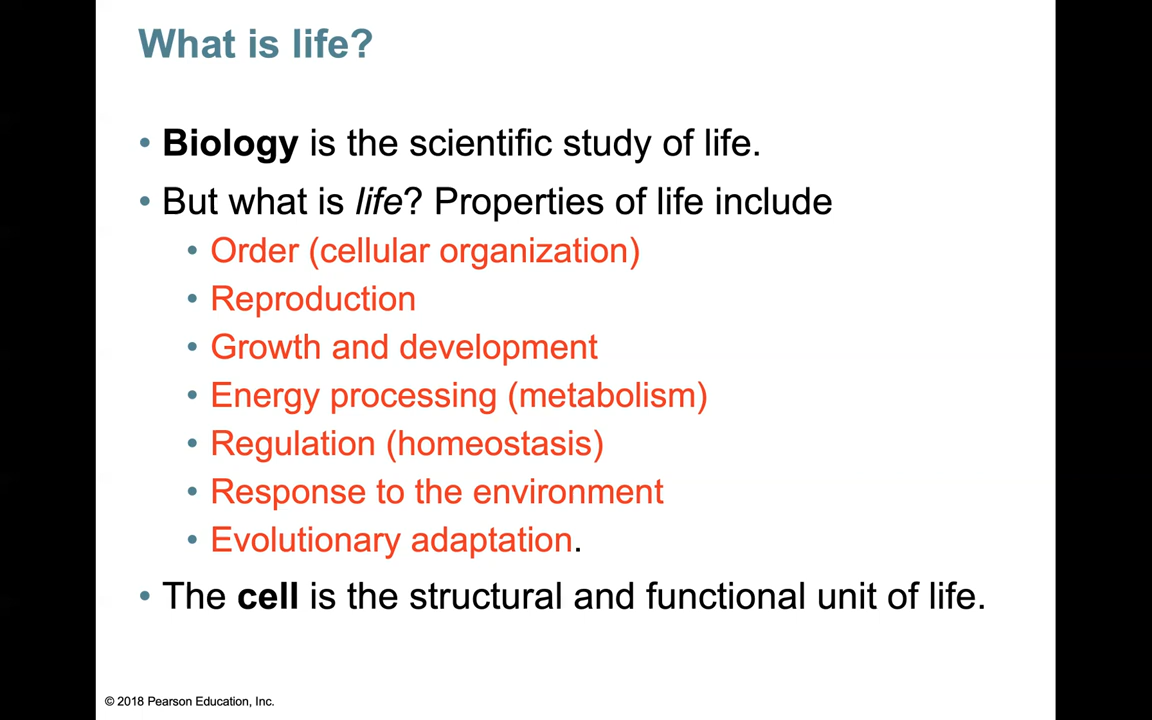 What is life?
• Biology is the scientific study of life.
• But what is life? Properties of life include
• Order (cellular organization)
• Reproduction
• Growth and development
• Energy processing (metabolism)
• Regulation (homeostasis)
• Response to the environment
• Evolutionary adaptation.
• The cell is the structural and functional unit of life.
© 2018 Pearson Education, Inc.